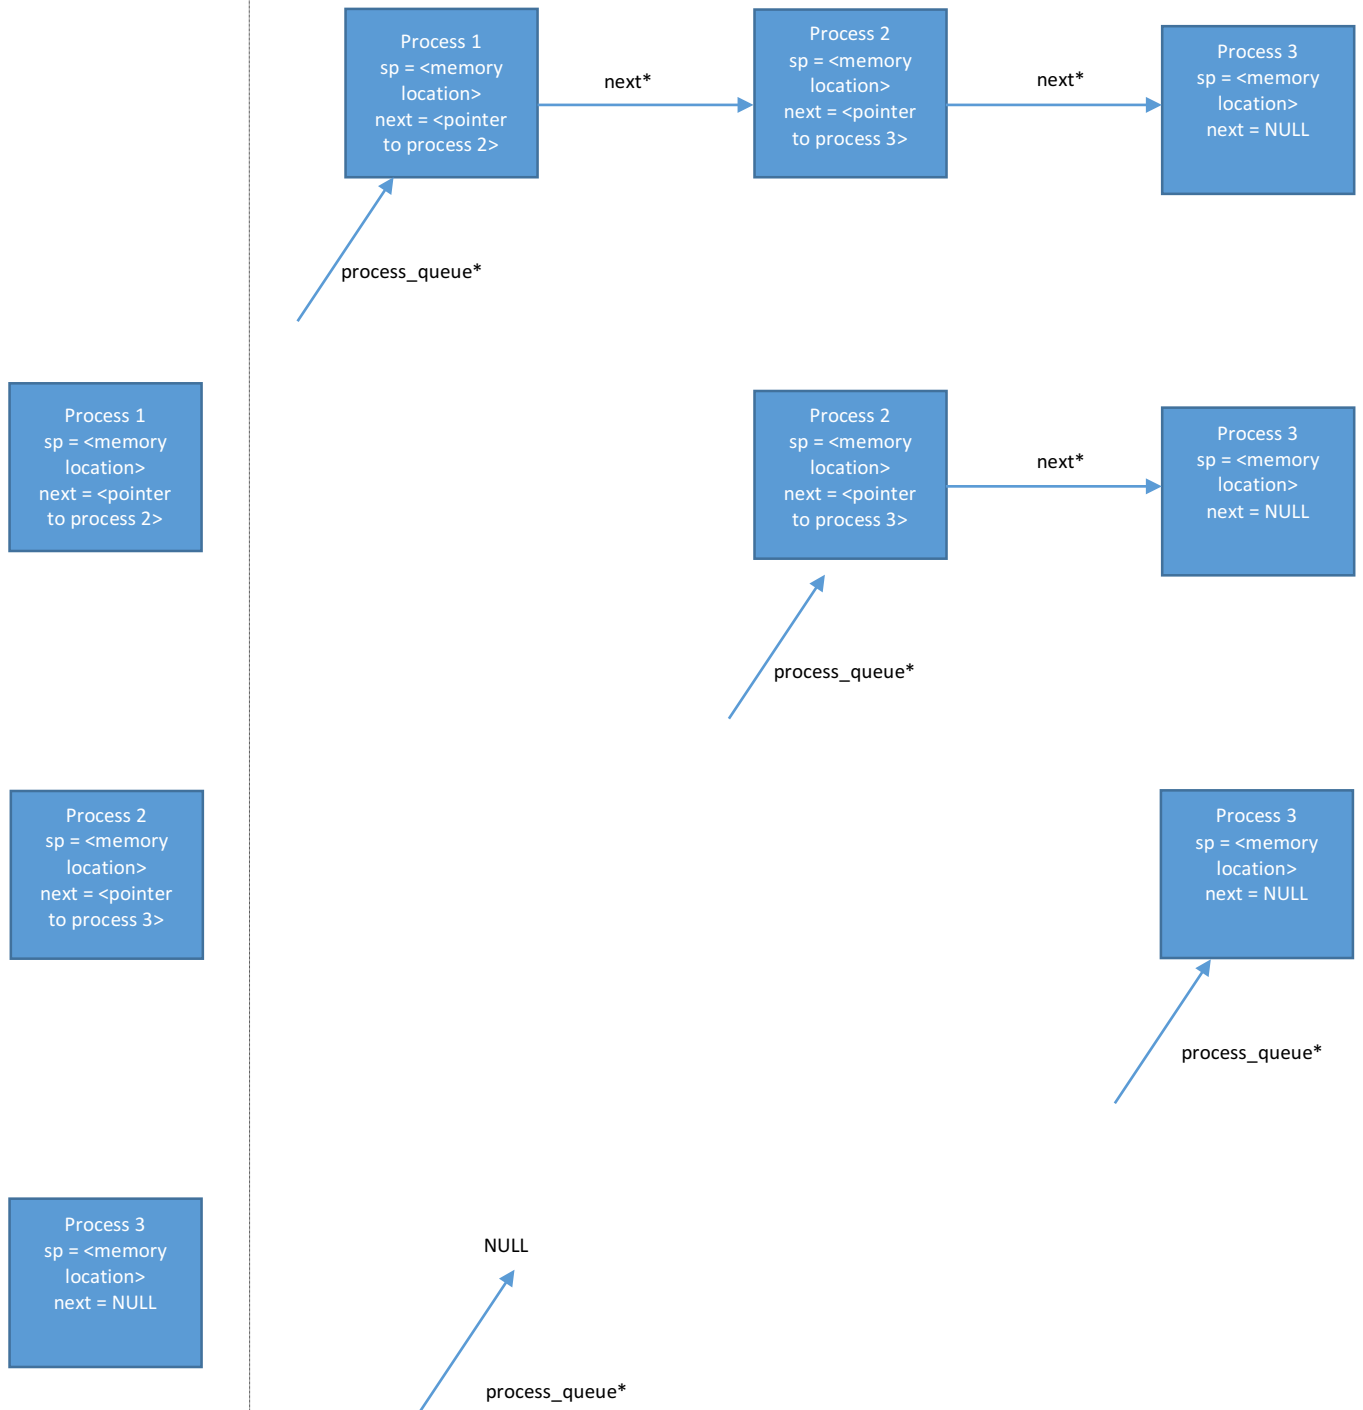 Process 1
sp = <memory
location>
next = <pointer
to process 2>
next*
Process 2
sp = <memory
location>
next = <pointer
to process 3>
next*
Process 3
sp = <memory
location>
next = NULL
process_queue*
Process 1
sp = <memory
location>
next = <pointer
to process 2>
Process 2
sp = <memory
location>
next = <pointer
to process 3>
next*
Process 3
sp = <memory
location>
next = NULL
process_queue*
Process 2
sp = <memory
location>
next = <pointer
to process 3>
Process 3
sp = <memory
location>
next = NULL
process_queue*
Process 3
sp = <memory
location>
next = NULL
NULL
process_queue*